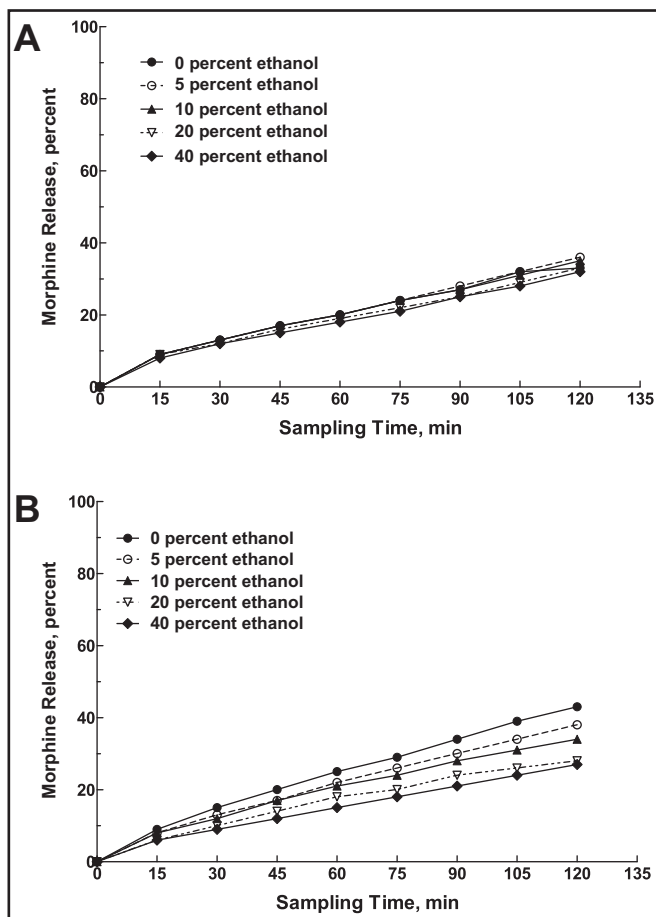 A
100
0 percent ethanol
5 percent ethanol
80
10 percent ethanol
20 percent ethanol
40 percent ethanol
60
40
20
0
Morphine Release, percent
0 15 30 45 60 75 90 105 120 135
Sampling Time, min
B
100
0 percent ethanol
5 percent ethanol
80
10 percent ethanol
20 percent ethanol
40 percent ethanol
60
40
20
0
Morphine Release, percent
0 15 30 45 60 75 90 105 120 135
Sampling Time, min